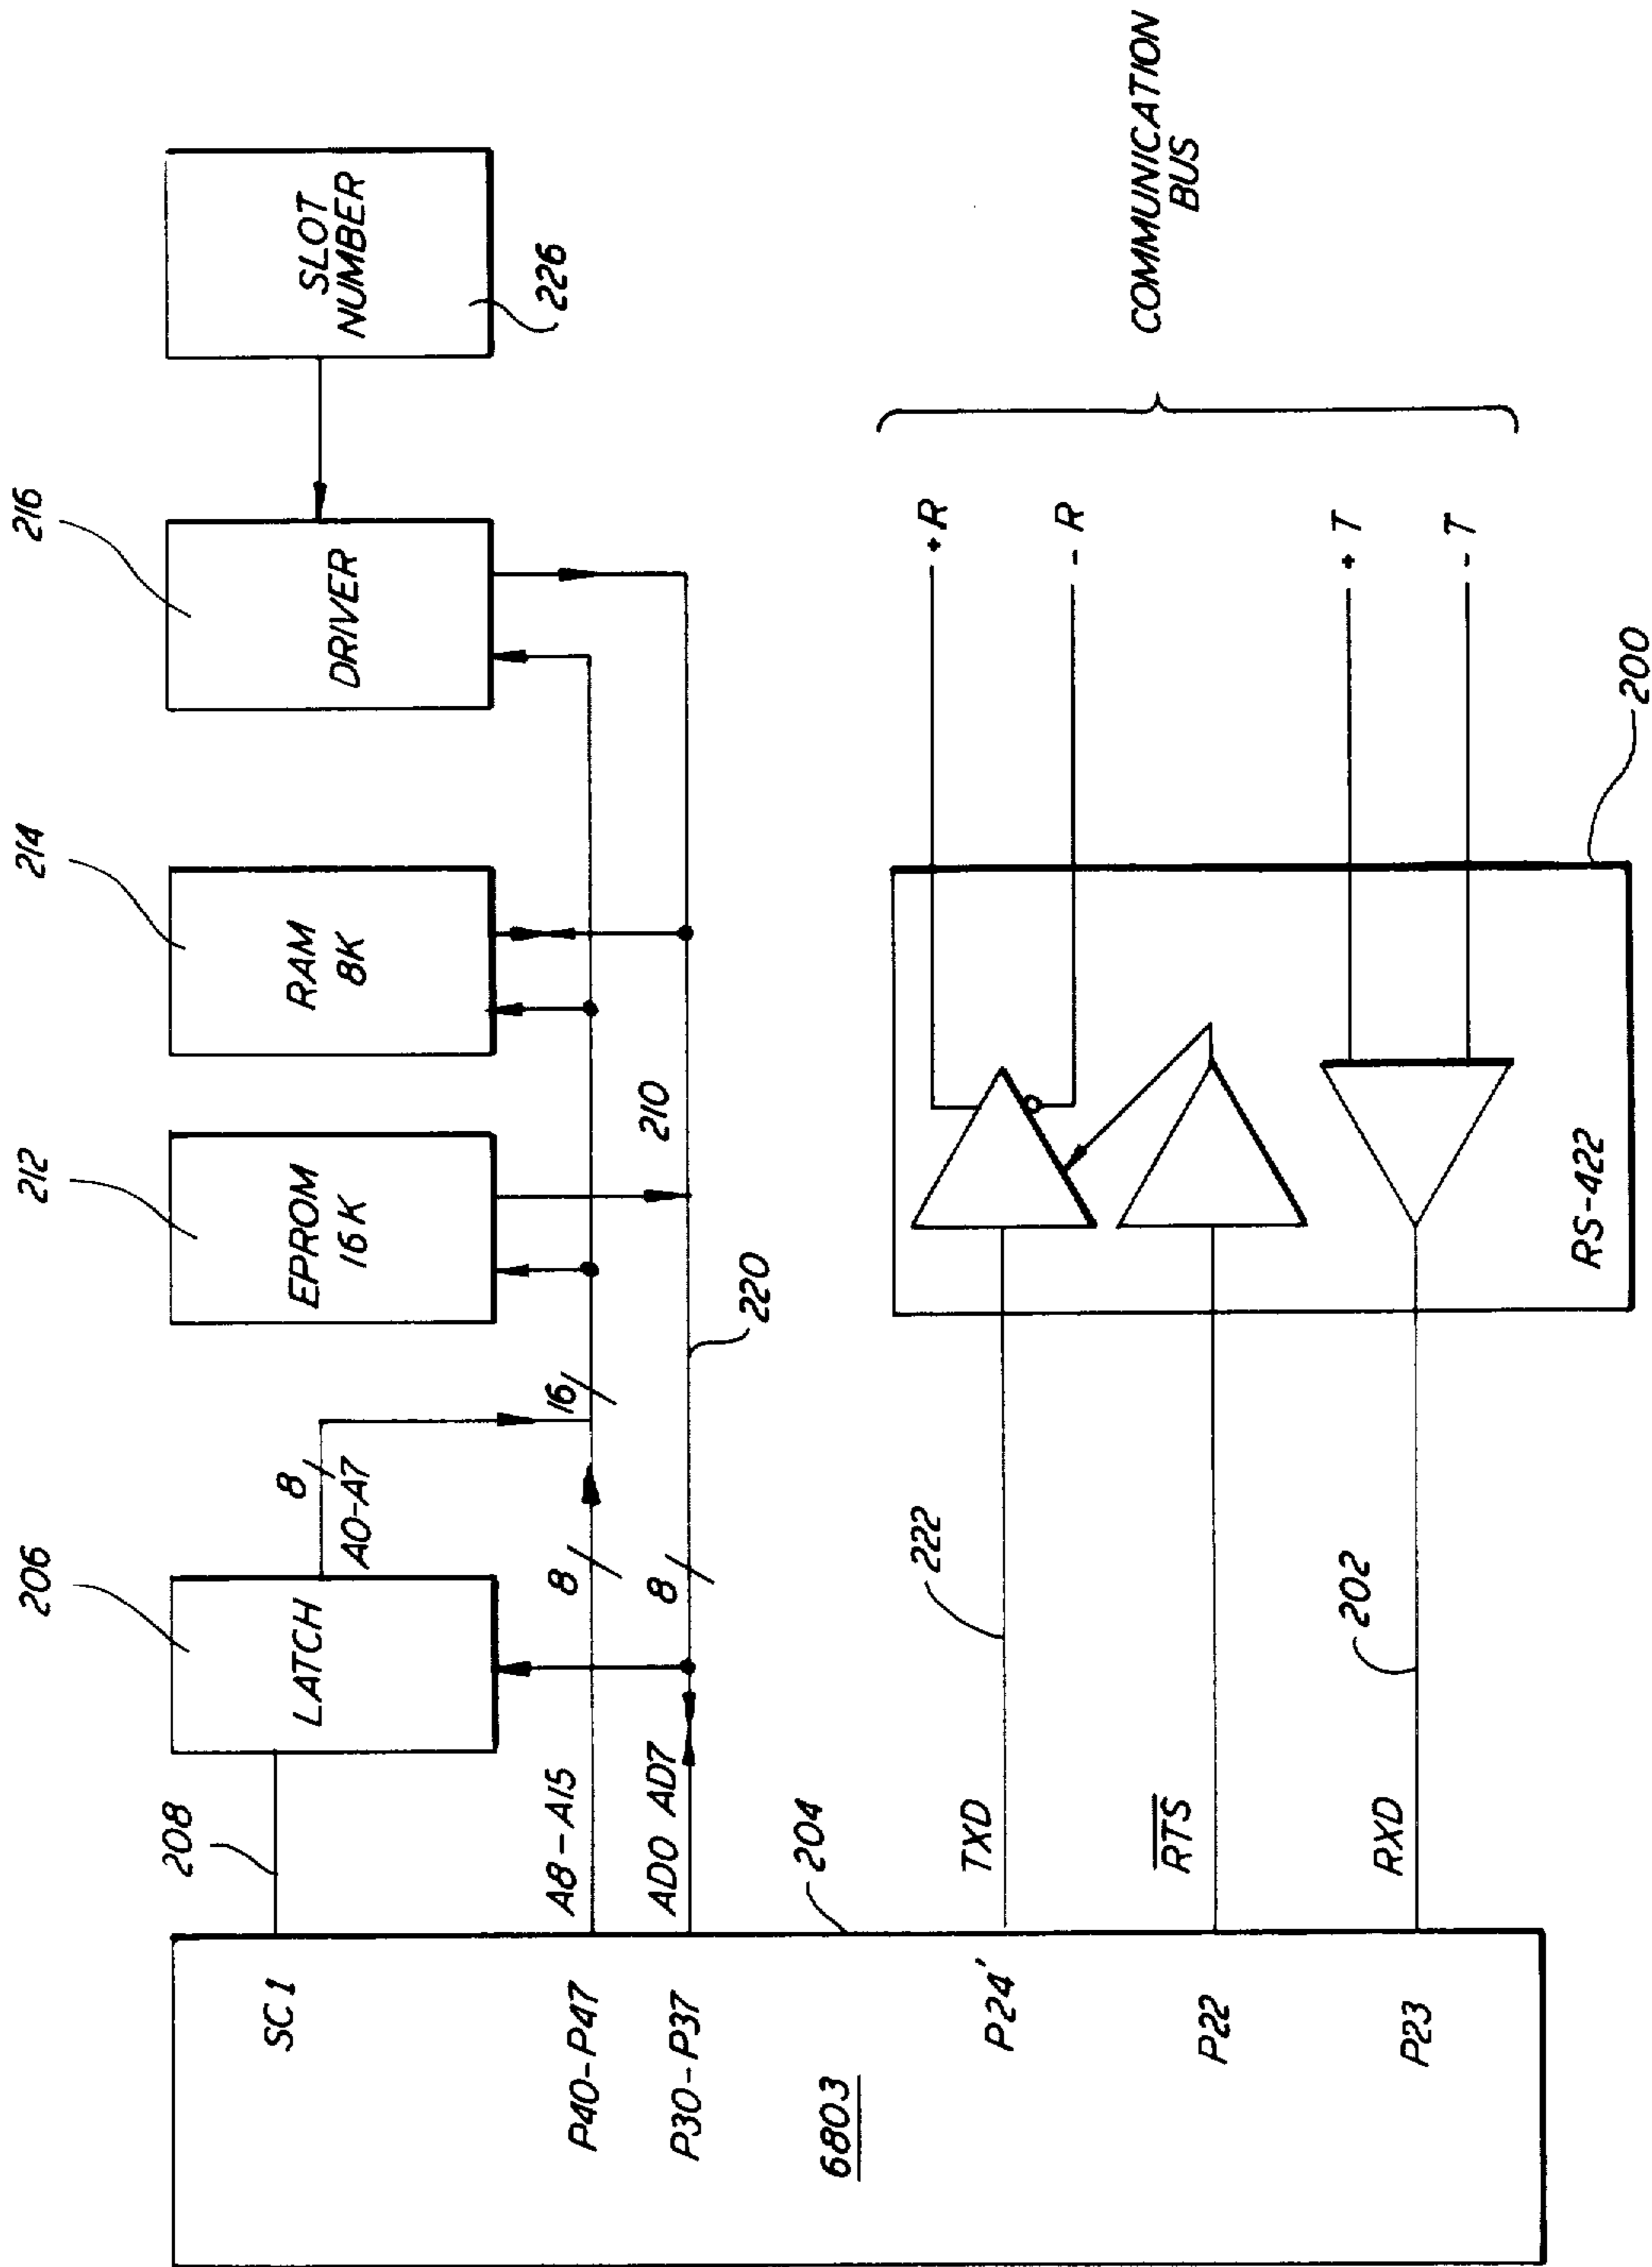 206
212
214
216
208
LATCH
EPROM
16K
RAM
8K
DRIVER
SLOT
NUMBER
226
SC1
8
A0-A7
P40-P47
A8-A15
8
16
P30-P37
AD0 AD7
8
220
210
6803
204
P24'
TXD
222
+R
-R
P22
RTS
COMMUNICATION
BUS
P23
RXD
202
+T
-T
RS-422
200